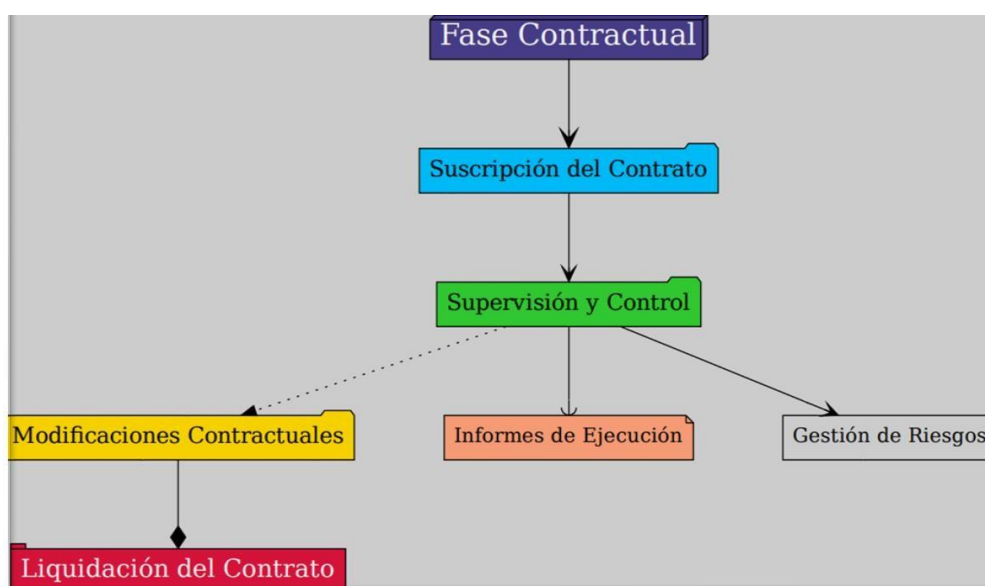 Fase Contractual
Suscripción del Contrato
Supervisión y Control
Modificaciones Contractuales
Informes de Ejecución
Gestión de Riesgos
Liquidación del Contrato